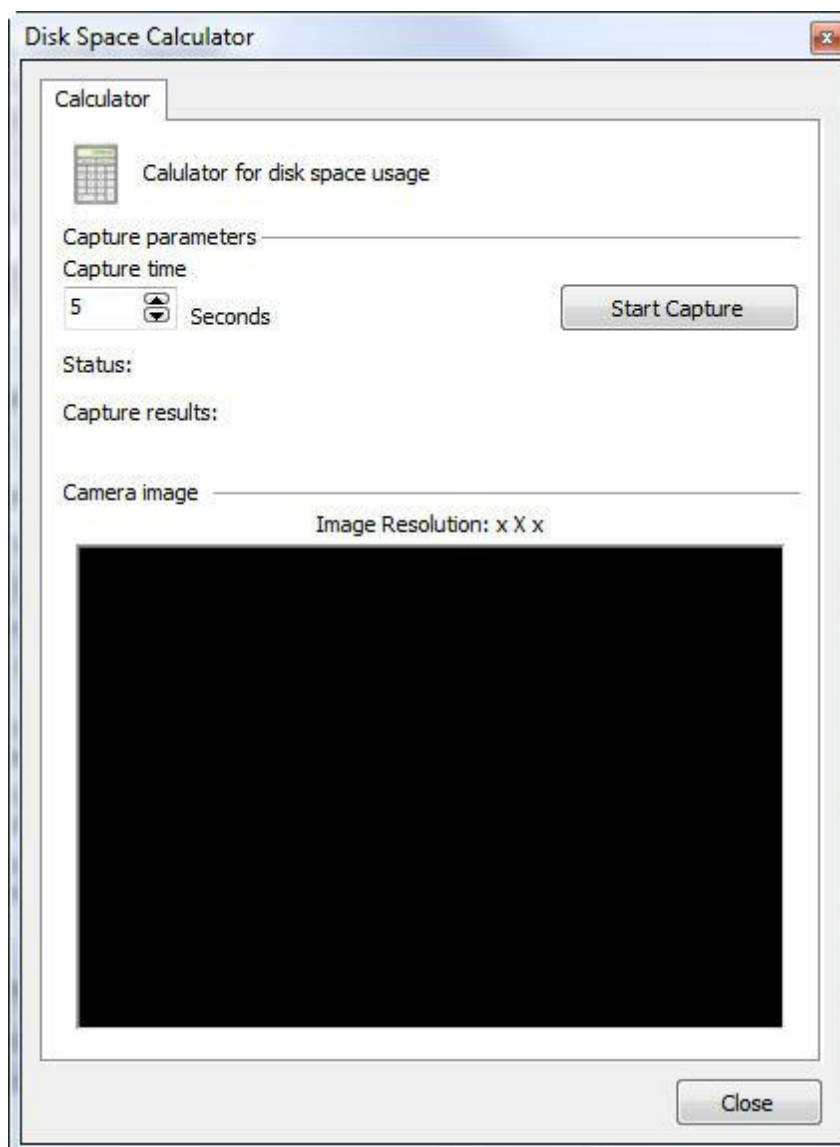 Disk Space Calculator
Calculator
Calulator for disk space usage
Capture parameters
Capture time
5 Seconds Start Capture
Status:
Capture results:
Camera image
Image Resolution: x X x
Close